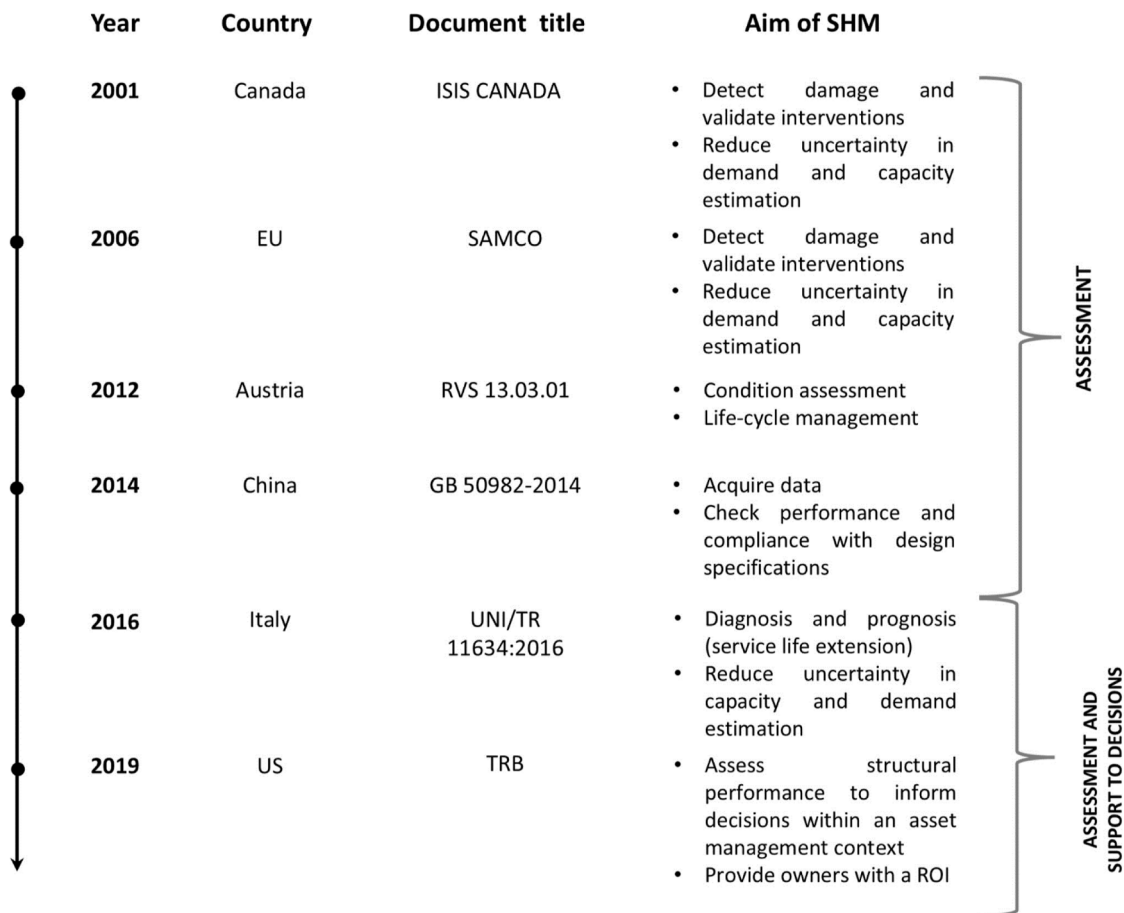 Year Country Document title Aim of SHM
2001 Canada ISIS CANADA • Detect damage and
validate interventions
• Reduce uncertainty in
demand and capacity
estimation
2006 EU SAMCO • Detect damage and
validate interventions
• Reduce uncertainty in
demand and capacity
estimation
2012 Austria RVS 13.03.01 • Condition assessment
• Life-cycle management
2014 China GB 50982-2014 • Acquire data
• Check performance and
compliance with design
specifications
ASSESSMENT
2016 Italy UNI/TR • Diagnosis and prognosis
11634:2016 (service life extension)
• Reduce uncertainty in
capacity and demand
estimation
2019 US TRB • Assess structural
performance to inform
decisions within an asset
management context
• Provide owners with a ROI
ASSESSMENT AND
SUPPORT TO DECISIONS